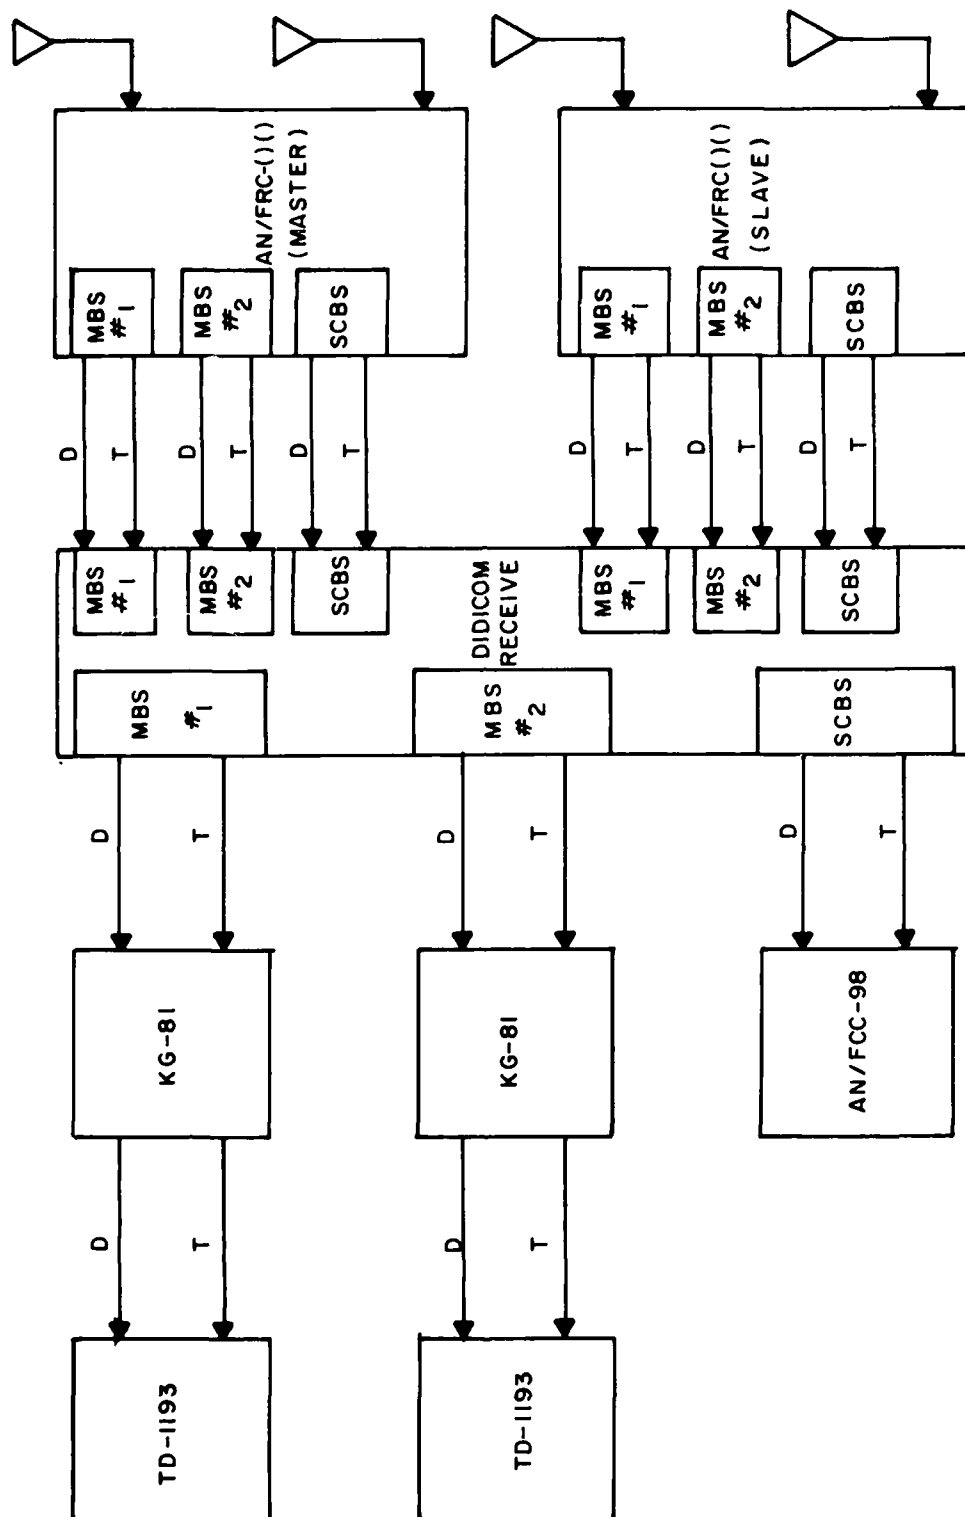 AN/FRC-()()
(MASTER)
MBS
#1
MBS
#2
SCBS
AN/FRC()()
(SLAVE)
MBS
#1
MBS
#2
SCBS
D
T
D
T
D
T
D
T
D
T
D
T
MBS
#1
MBS
#2
SCBS
DIDICOM
RECEIVE
MBS
#1
MBS
#2
SCBS
MBS
#1
MBS
#2
SCBS
D
T
D
T
D
T
KG-81
KG-81
AN/FCC-98
D
T
D
T
TD-1193
TD-1193